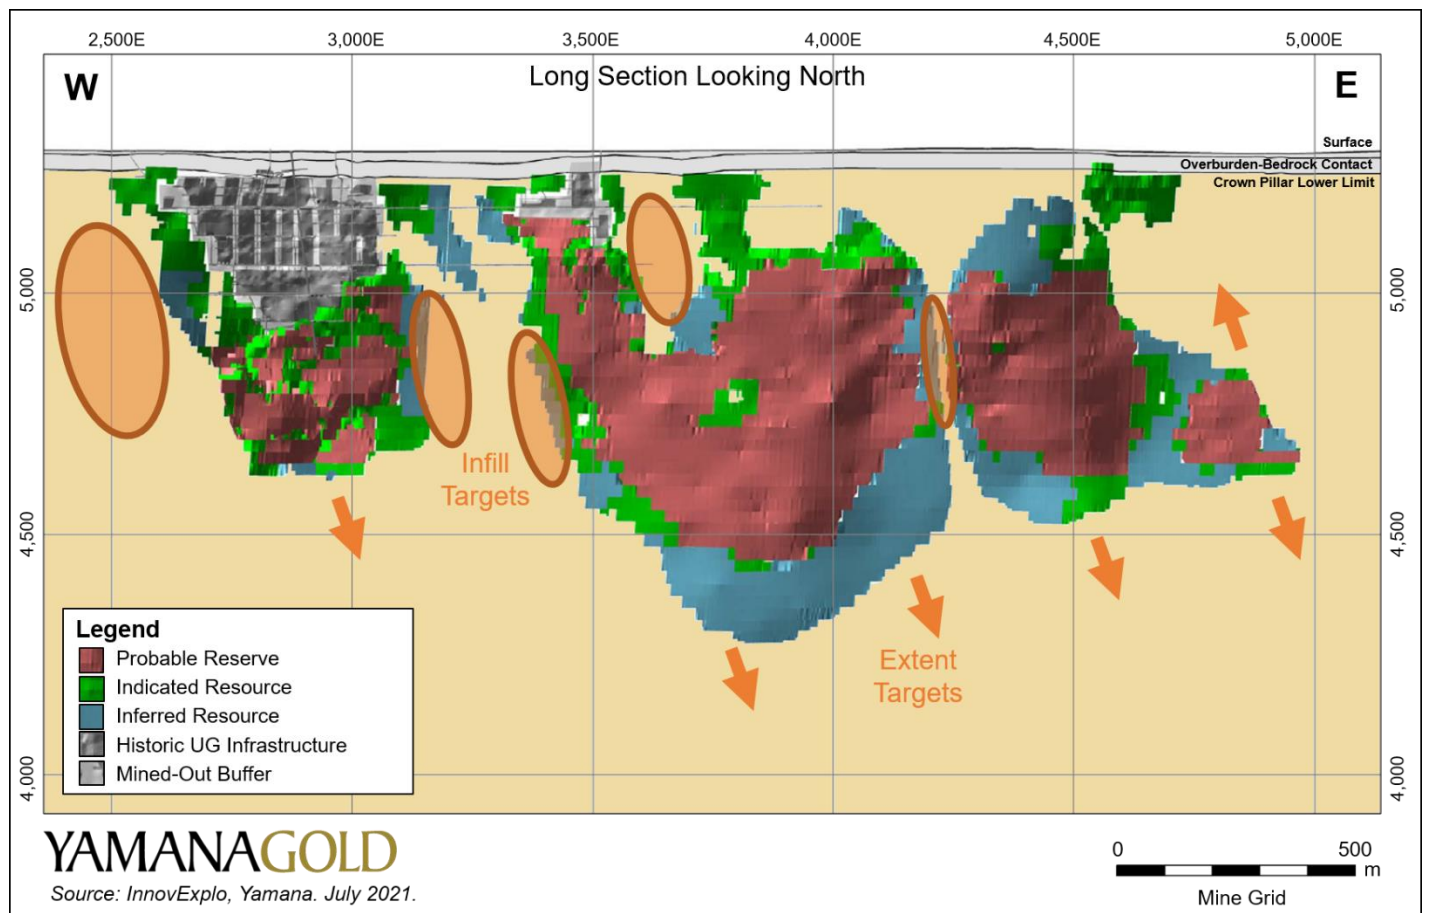 2,500E 3,000E 3,500E 4,000E 4,500E 5,000E
W Long Section Looking North E
Surface
Overburden-Bedrock Contact
Crown Pillar Lower Limit
5,000 5,000
Infill
Targets
4,500 4,500
Extent
Targets
Legend
Probable Reserve
Indicated Resource
Inferred Resource
Historic UG Infrastructure
Mined-Out Buffer
4,000 4,000
YAMANAGOLD
Source: InnovExplo, Yamana. July 2021.
0 500
m
Mine Grid